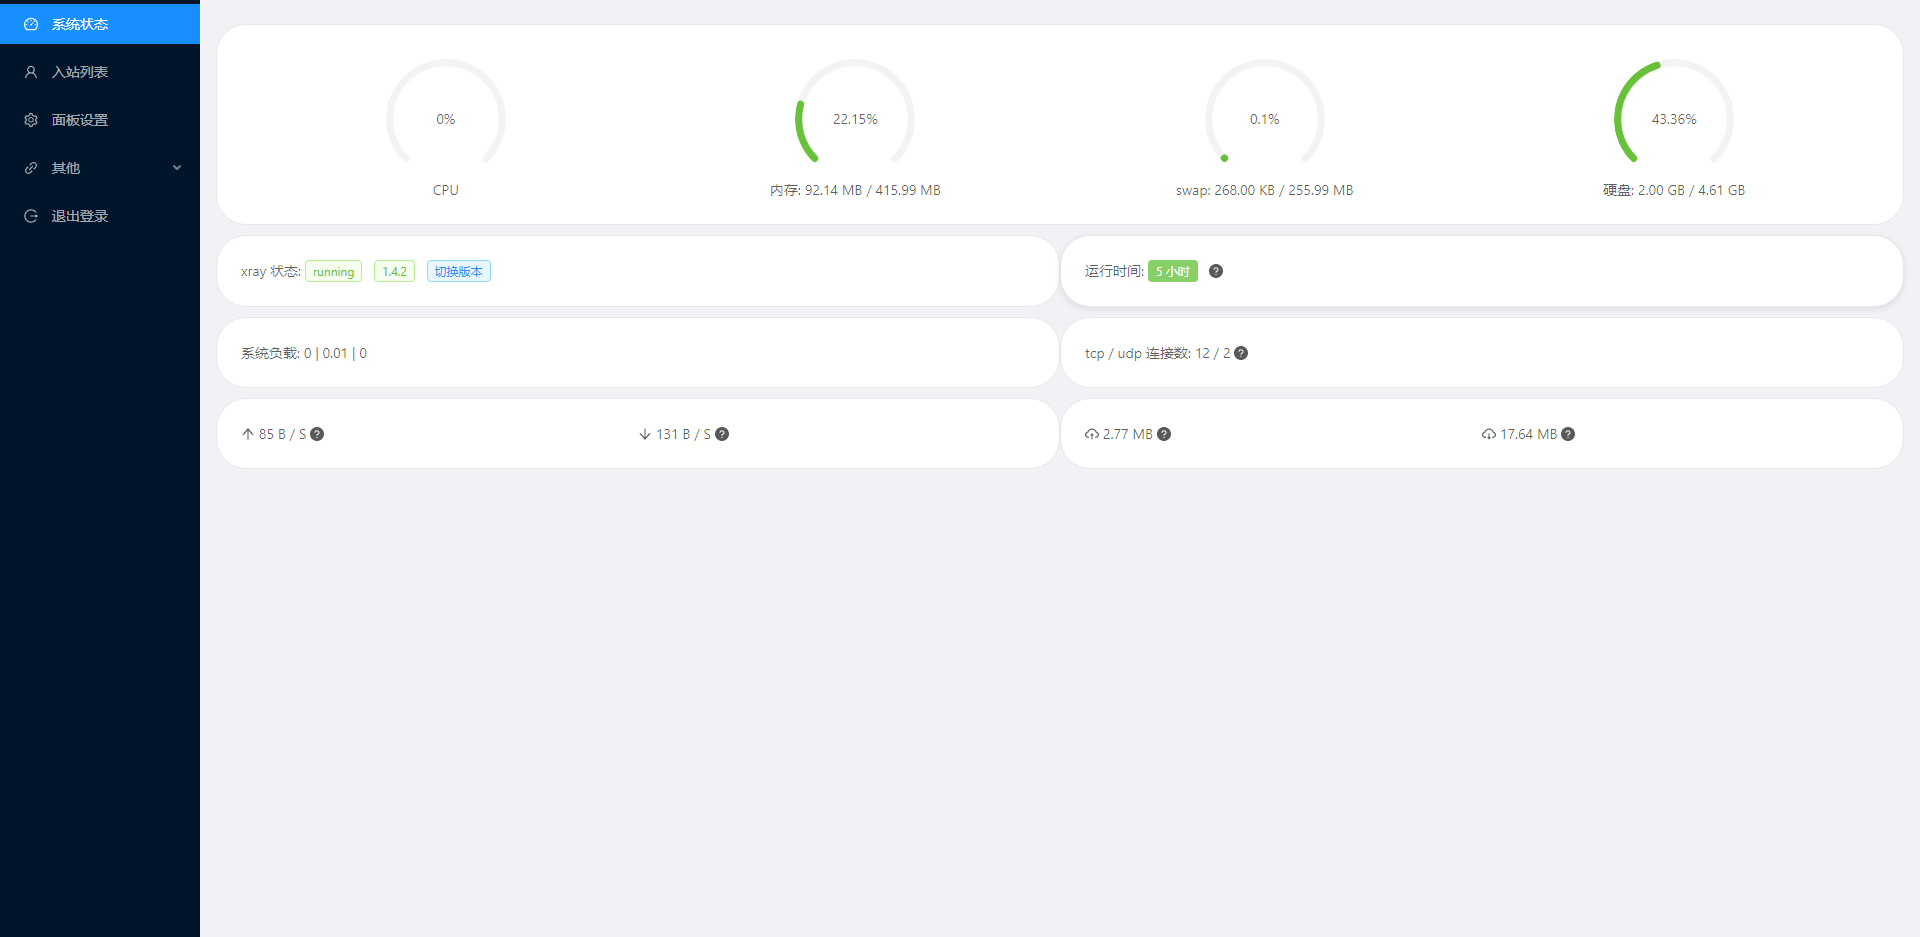 系统状态
入站列表
面板设置
其他
退出登录
0%
22.15%
0.1%
43.36%
CPU
内存: 92.14 MB / 415.99 MB
swap: 268.00 KB / 255.99 MB
硬盘: 2.00 GB / 4.61 GB
xray 状态: running 1.4.2 切换版本
运行时间: 5 小时
系统负载: 0 | 0.01 | 0
tcp / udp 连接数: 12 / 2
85 B / S
131 B / S
2.77 MB
17.64 MB